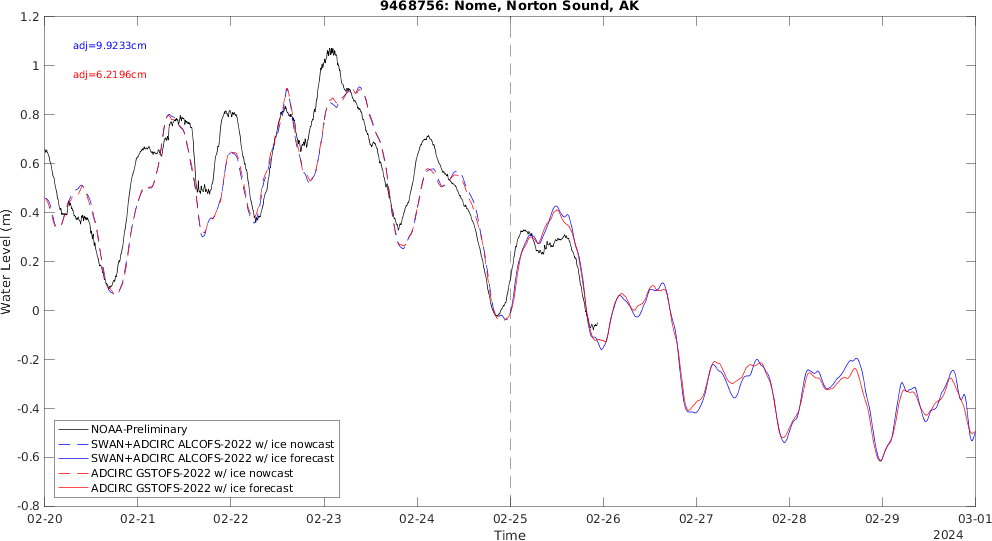 9468756: Nome, Norton Sound, AK
adj=9.9233cm
adj=6.2196cm
Water Level (m)
1.2
1
0.8
0.6
0.4
0.2
0
-0.2
-0.4
-0.6
-0.8
NOAA-Preliminary
SWAN+ADCIRC ALCOFS-2022 w/ ice nowcast
SWAN+ADCIRC ALCOFS-2022 w/ ice forecast
ADCIRC GSTOFS-2022 w/ ice nowcast
ADCIRC GSTOFS-2022 w/ ice forecast
02-20 02-21 02-22 02-23 02-24 02-25 02-26 02-27 02-28 02-29 03-01
Time
2024